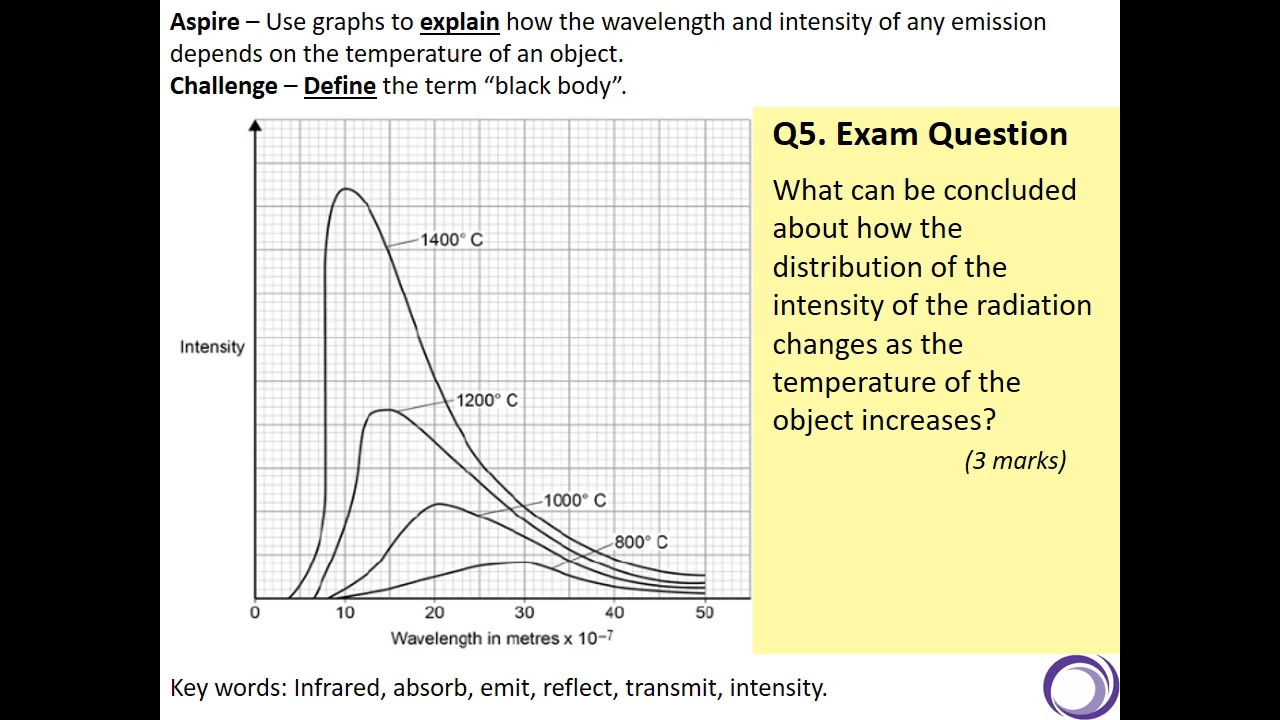 Aspire – Use graphs to explain how the wavelength and intensity of any emission
depends on the temperature of an object.
Challenge – Define the term “black body”.
Q5. Exam Question
What can be concluded
about how the
distribution of the
intensity of the radiation
changes as the
temperature of the
object increases?
(3 marks)
1400° C
Intensity
1200° C
1000° C
800° C
0 10 20 30 40 50
Wavelength in metres x 10⁻⁷
Key words: Infrared, absorb, emit, reflect, transmit, intensity.